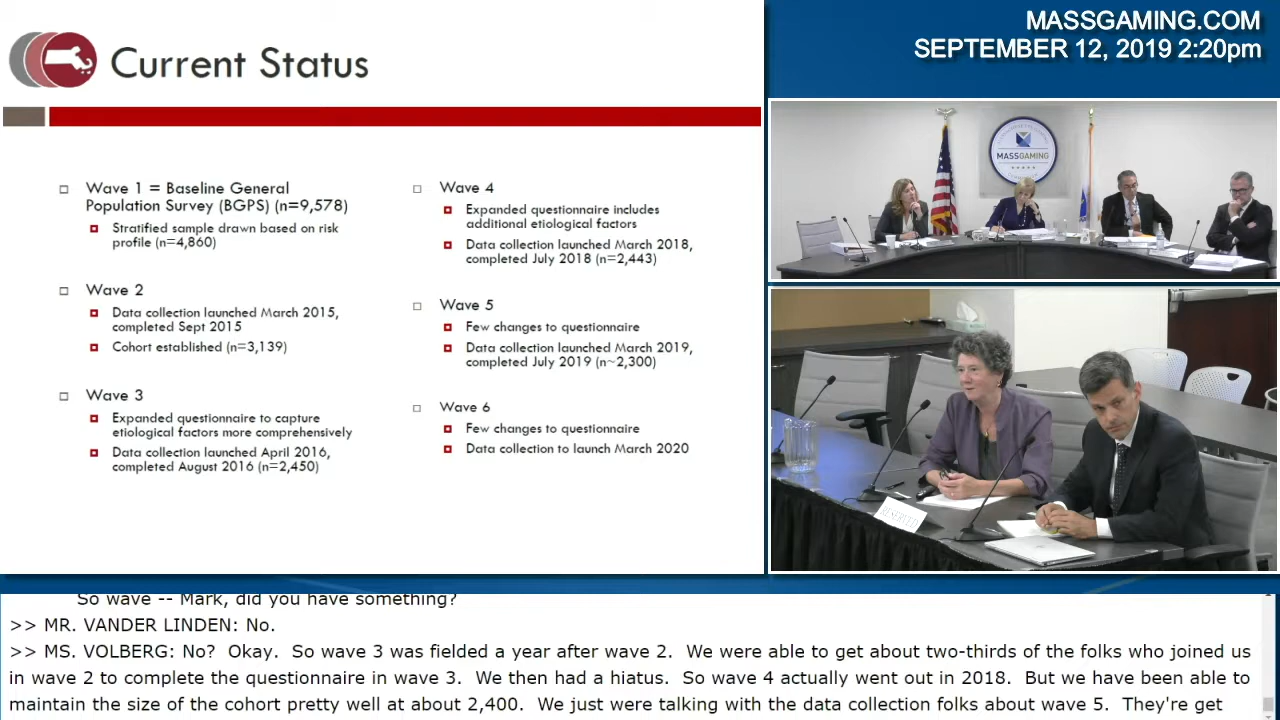 MASSGAMING.COM
SEPTEMBER 12, 2019 2:20pm
Current Status
Wave 1 = Baseline General
Population Survey (BGPS) (n=9,578)
Stratified sample drawn based on risk
profile (n=4,860)
Wave 2
Data collection launched March 2015,
completed Sept 2015
Cohort established (n=3,139)
Wave 3
Expanded questionnaire to capture
etiological factors more comprehensively
Data collection launched April 2016,
completed August 2016 (n=2,450)
Wave 4
Expanded questionnaire includes
additional etiological factors
Data collection launched March 2018,
completed July 2018 (n=2,443)
Wave 5
Few changes to questionnaire
Data collection launched March 2019,
completed July 2019 (n~2,300)
Wave 6
Few changes to questionnaire
Data collection to launch March 2020
MASSGAMING
RESERVED
So wave -- Mark, did you have something?
>> MR. VANDER LINDEN: No.
>> MS. VOLBERG: No? Okay. So wave 3 was fielded a year after wave 2. We were able to get about two-thirds of the folks who joined us
in wave 2 to complete the questionnaire in wave 3. We then had a hiatus. So wave 4 actually went out in 2018. But we have been able to
maintain the size of the cohort pretty well at about 2,400. We just were talking with the data collection folks about wave 5. They're get